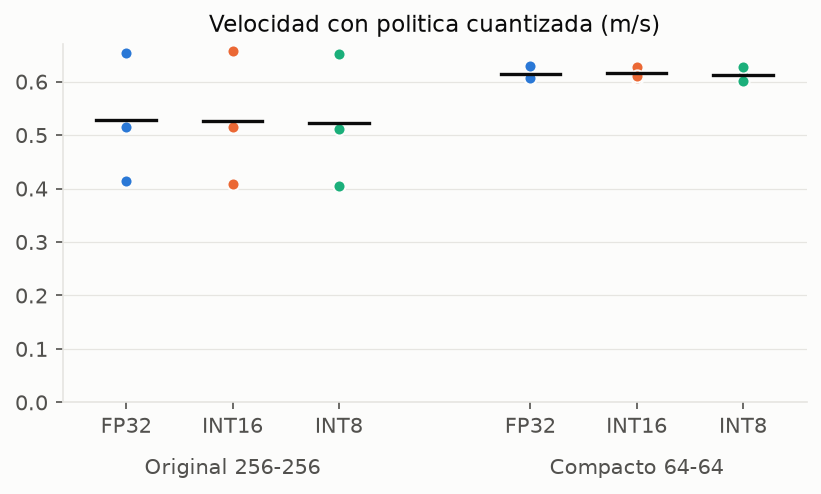 Velocidad con politica cuantizada (m/s)
0.6
0.5
0.4
0.3
0.2
0.1
0.0
FP32 INT16 INT8 FP32 INT16 INT8
Original 256-256 Compacto 64-64